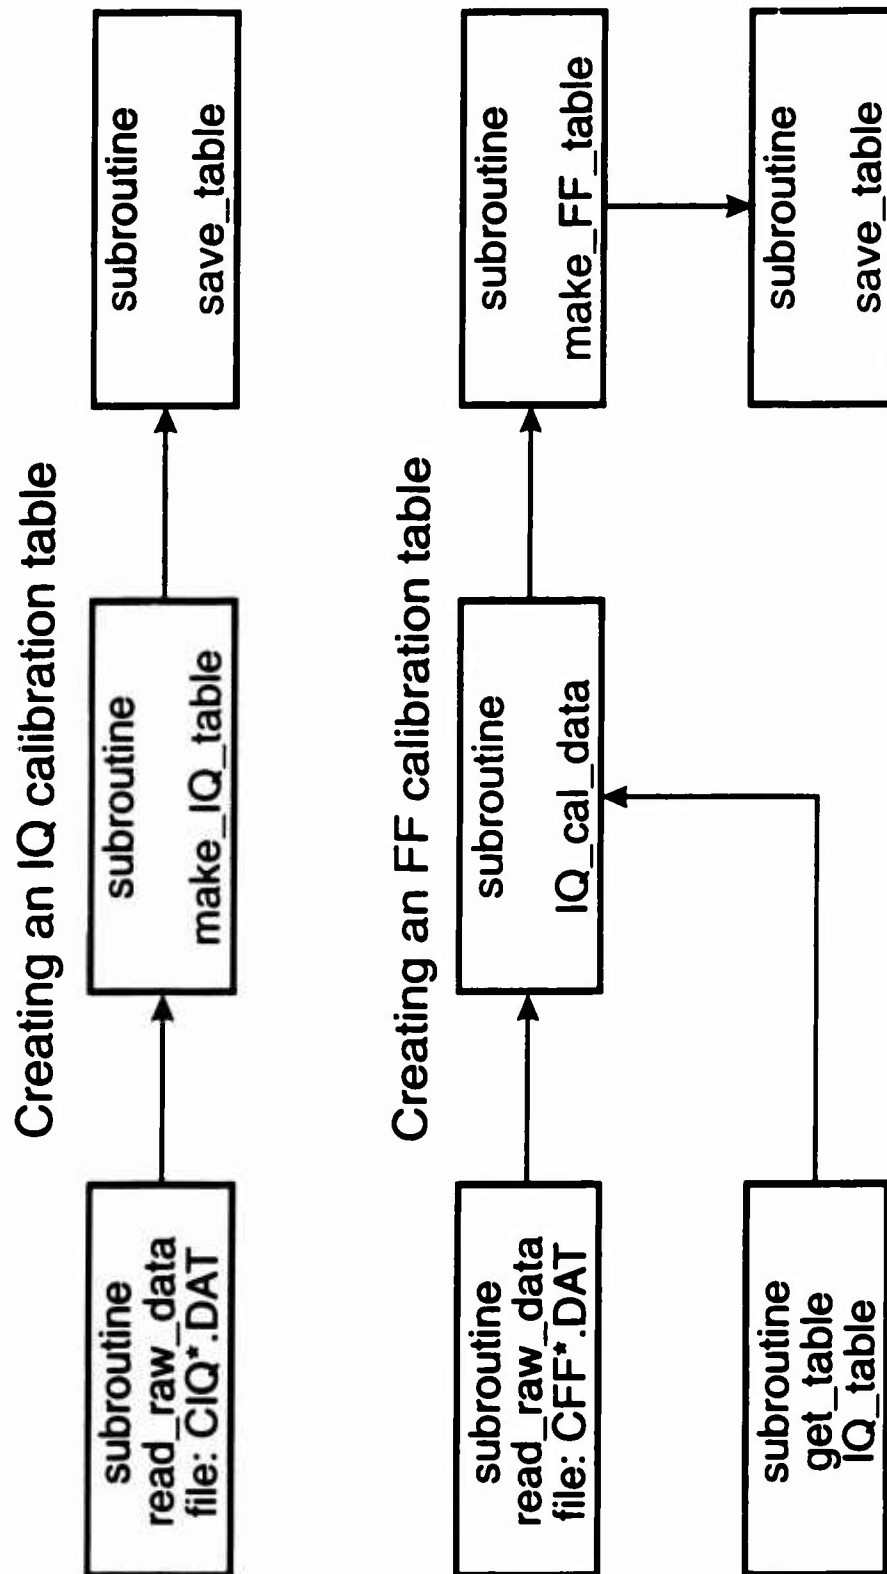 Creating an IQ calibration table
subroutine
read_raw_data
file: CIQ*.DAT
subroutine
make_IQ_table
subroutine
save_table
Creating an FF calibration table
subroutine
read_raw_data
file: CFF*.DAT
subroutine
IQ_cal_data
subroutine
make_FF_table
subroutine
get_table
IQ_table
subroutine
save_table